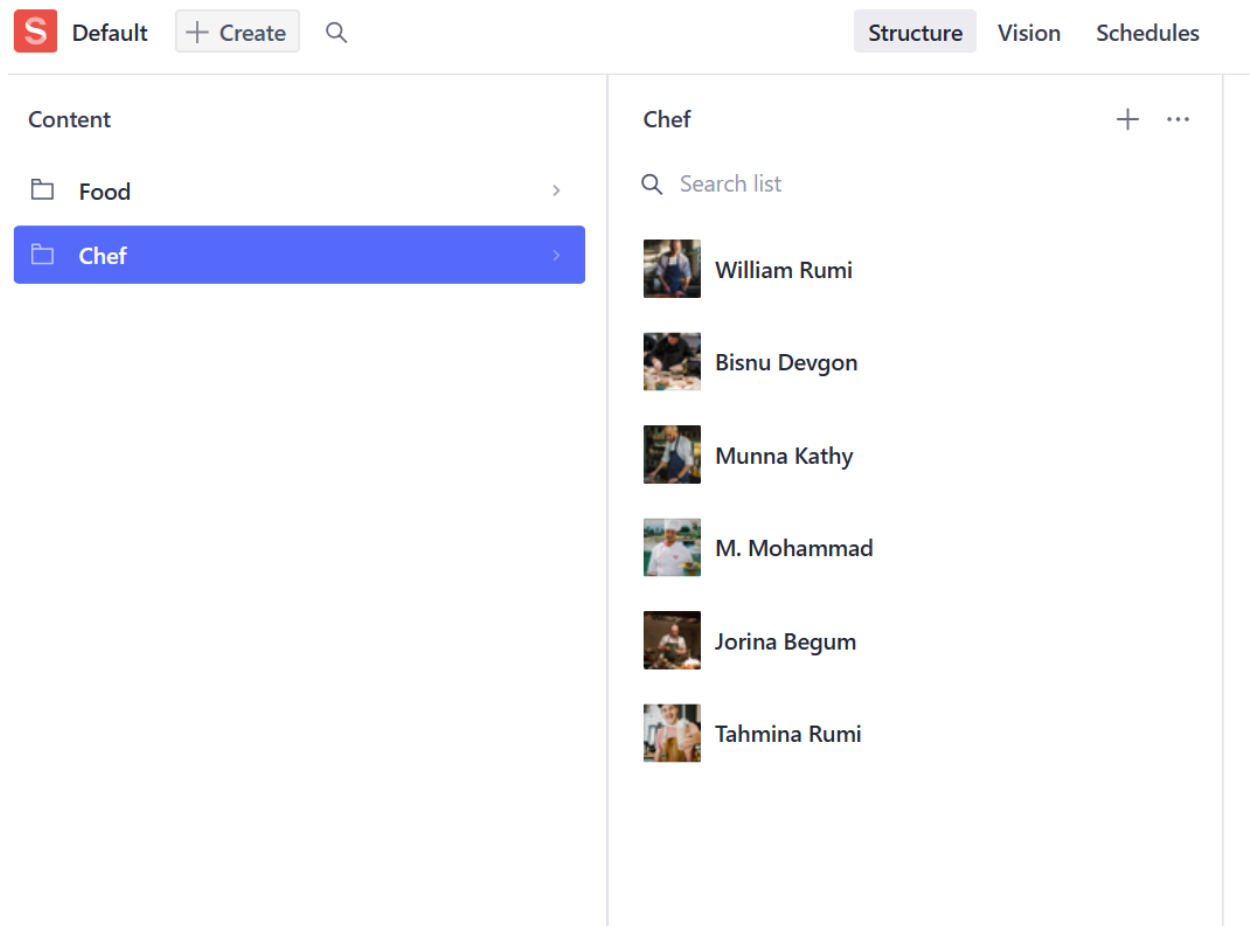 S Default + Create Structure Vision Schedules
Content
Food
Chef
Chef
Search list
William Rumi
Bisnu Devgon
Munna Kathy
M. Mohammad
Jorina Begum
Tahmina Rumi